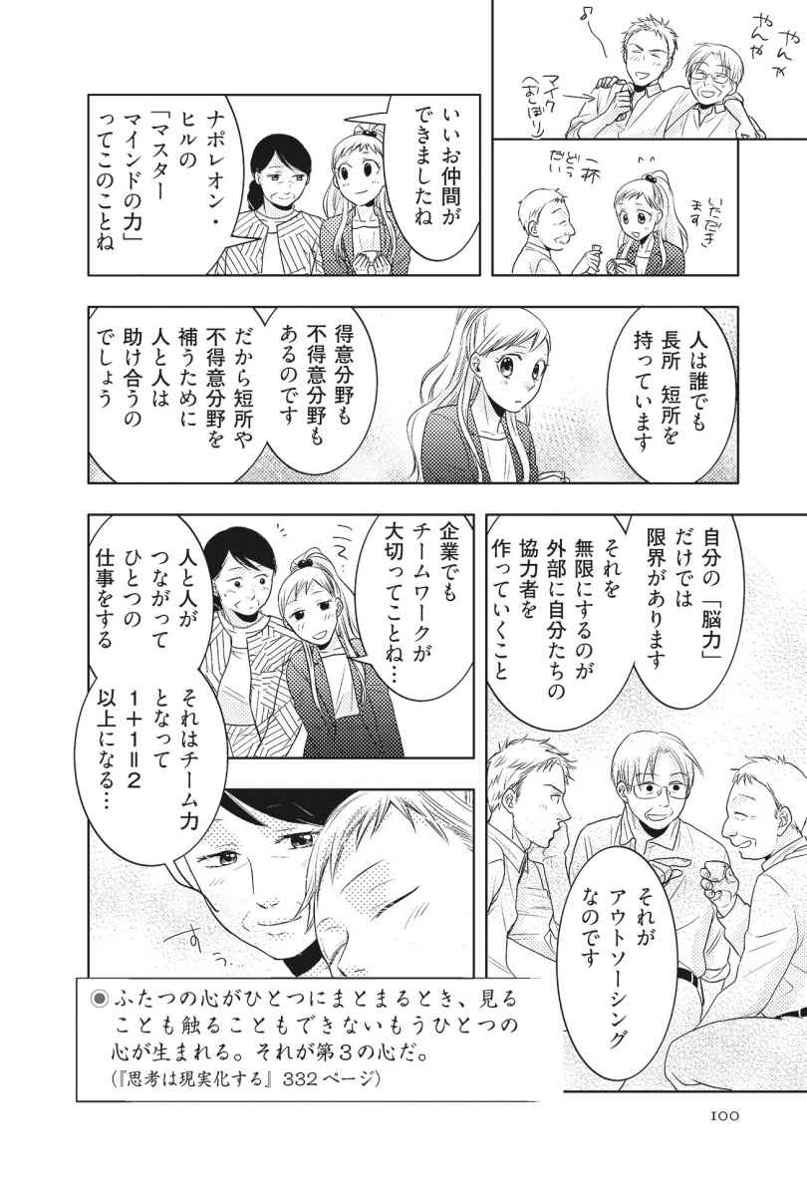 やんや
やんや
♪
マイク
(おしぼり)
いただき
ます
一杯
どう
だい
いいお仲間が
できましたね
ナポレオン・
ヒルの
「マスター
マインドの力」
ってこのことね
人は誰でも
長所 短所を
持っています
得意分野も
不得意分野も
あるのです
だから短所や
不得意分野を
補うために
人と人は
助け合うの
でしょう
自分の「脳力」
だけでは
限界があります
それを
無限にするのが
外部に自分たちの
協力者を
作っていくこと
それが
アウトソーシング
なのです
企業でも
チームワークが
大切ってことね…
人と人が
つながって
ひとつの
仕事をする
それはチーム力
となって
1+1=2
以上になる…
すぅ
◉ふたつの心がひとつにまとまるとき、見る
ことも触ることもできないもうひとつの
心が生まれる。それが第3の心だ。
(『思考は現実化する』332ページ)
100